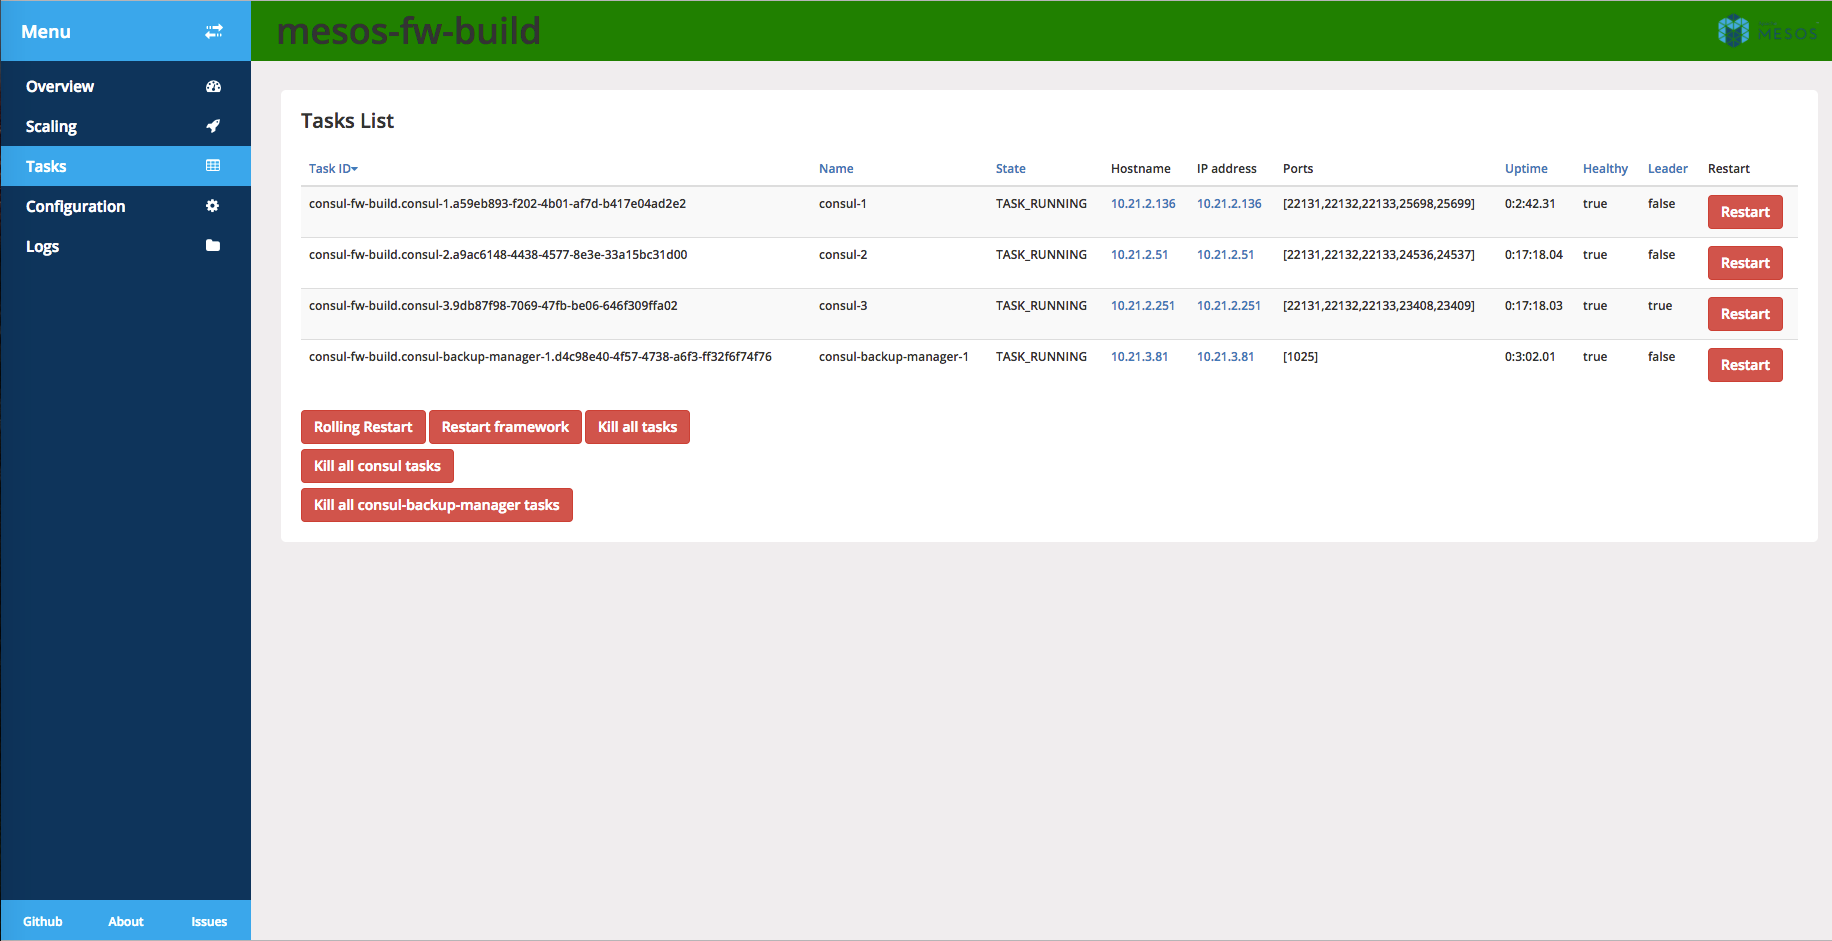 Menu
mesos-fw-build
MESOS
Overview
Scaling
Tasks
Configuration
Logs
Tasks List
Task ID Name State Hostname IP address Ports Uptime Healthy Leader Restart
consul-fw-build.consul-1.a59eb893-f202-4b01-af7d-b417e04ad2e2 consul-1 TASK_RUNNING 10.21.2.136 10.21.2.136 [22131,22132,22133,25698,25699] 0:2:42.31 true false Restart
consul-fw-build.consul-2.a9ac6148-4438-4577-8e3e-33a15bc31d00 consul-2 TASK_RUNNING 10.21.2.51 10.21.2.51 [22131,22132,22133,24536,24537] 0:17:18.04 true false Restart
consul-fw-build.consul-3.9db87f98-7069-47fb-be06-646f309ffa02 consul-3 TASK_RUNNING 10.21.2.251 10.21.2.251 [22131,22132,22133,23408,23409] 0:17:18.03 true true Restart
consul-fw-build.consul-backup-manager-1.d4c98e40-4f57-4738-a6f3-ff32f6f74f76 consul-backup-manager-1 TASK_RUNNING 10.21.3.81 10.21.3.81 [1025] 0:3:02.01 true false Restart
Rolling Restart Restart framework Kill all tasks
Kill all consul tasks
Kill all consul-backup-manager tasks
Github About Issues